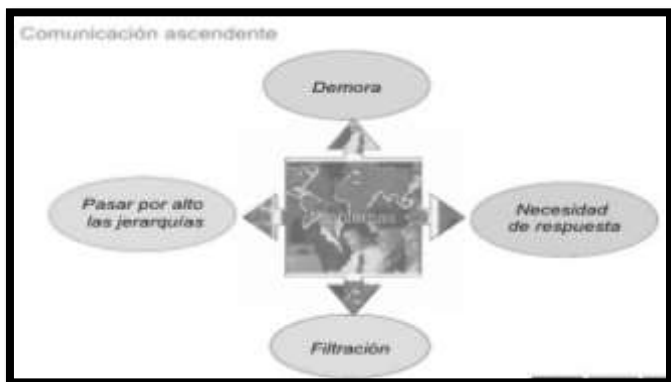 Comunicación ascendente
Demora
Pasar por alto
las jerarquías
Necesidad
de respuesta
Filtración